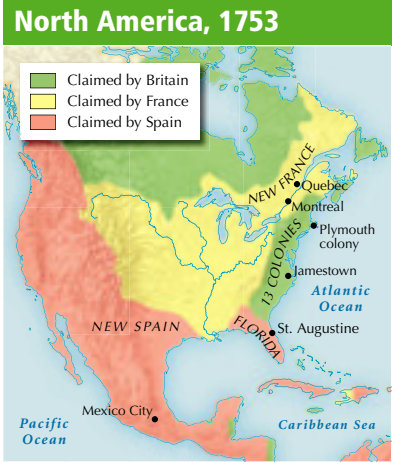 North America, 1753
Claimed by Britain
Claimed by France
Claimed by Spain
NEW FRANCE
Quebec
Montreal
Plymouth
colony
13 COLONIES
Jamestown
Atlantic
Ocean
NEW SPAIN
FLORIDA
St. Augustine
Mexico City
Pacific
Ocean
Caribbean Sea